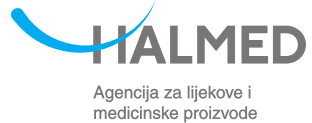 HALMED
Agencija za lijekove i
medicinske proizvode